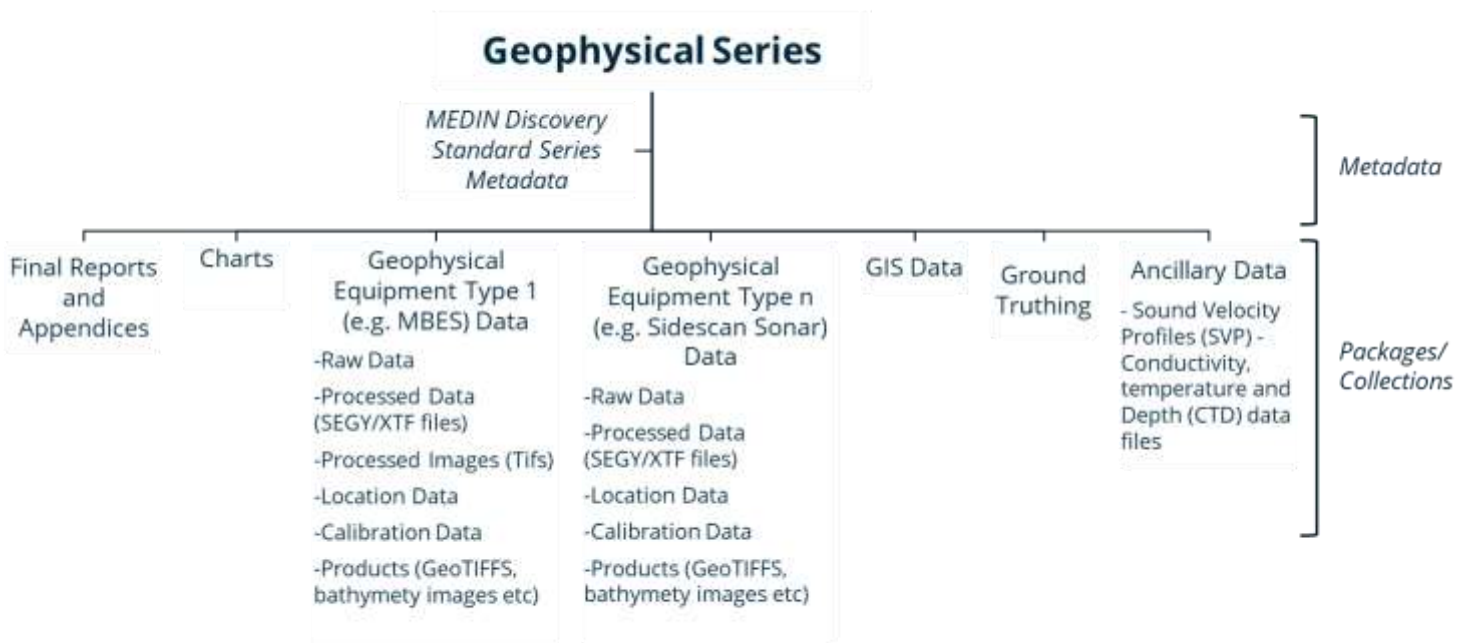 Geophysical Series
MEDIN Discovery
Standard Series
Metadata
Metadata
Final Reports
and
Appendices
Charts
Geophysical
Equipment Type 1
(e.g. MBES) Data
-Raw Data
-Processed Data
(SEGY/XTF files)
-Processed Images (Tifs)
-Location Data
-Calibration Data
-Products (GeoTIFFS,
bathymety images etc)
Geophysical
Equipment Type n
(e.g. Sidescan Sonar)
Data
-Raw Data
-Processed Data
(SEGY/XTF files)
-Location Data
-Calibration Data
-Products (GeoTIFFS,
bathymety images etc)
GIS Data
Ground
Truthing
Ancillary Data
- Sound Velocity
Profiles (SVP) -
Conductivity,
temperature and
Depth (CTD) data
files
Packages/
Collections